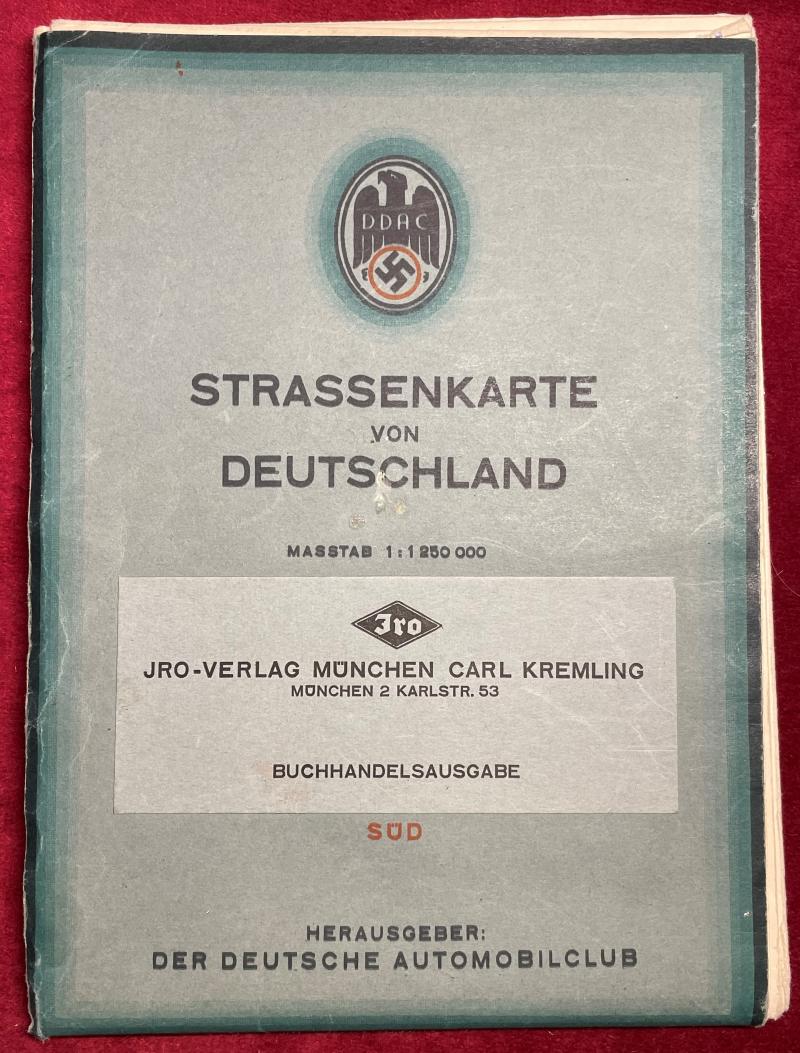 DDAC
STRASSENKARTE
VON
DEUTSCHLAND
MASSTAB 1:1 250 000
Jro
JRO-VERLAG MÜNCHEN CARL KREMLING
MÜNCHEN 2 KARLSTR. 53
BUCHHANDELSAUSGABE
SÜD
HERAUSGEBER:
DER DEUTSCHE AUTOMOBILCLUB